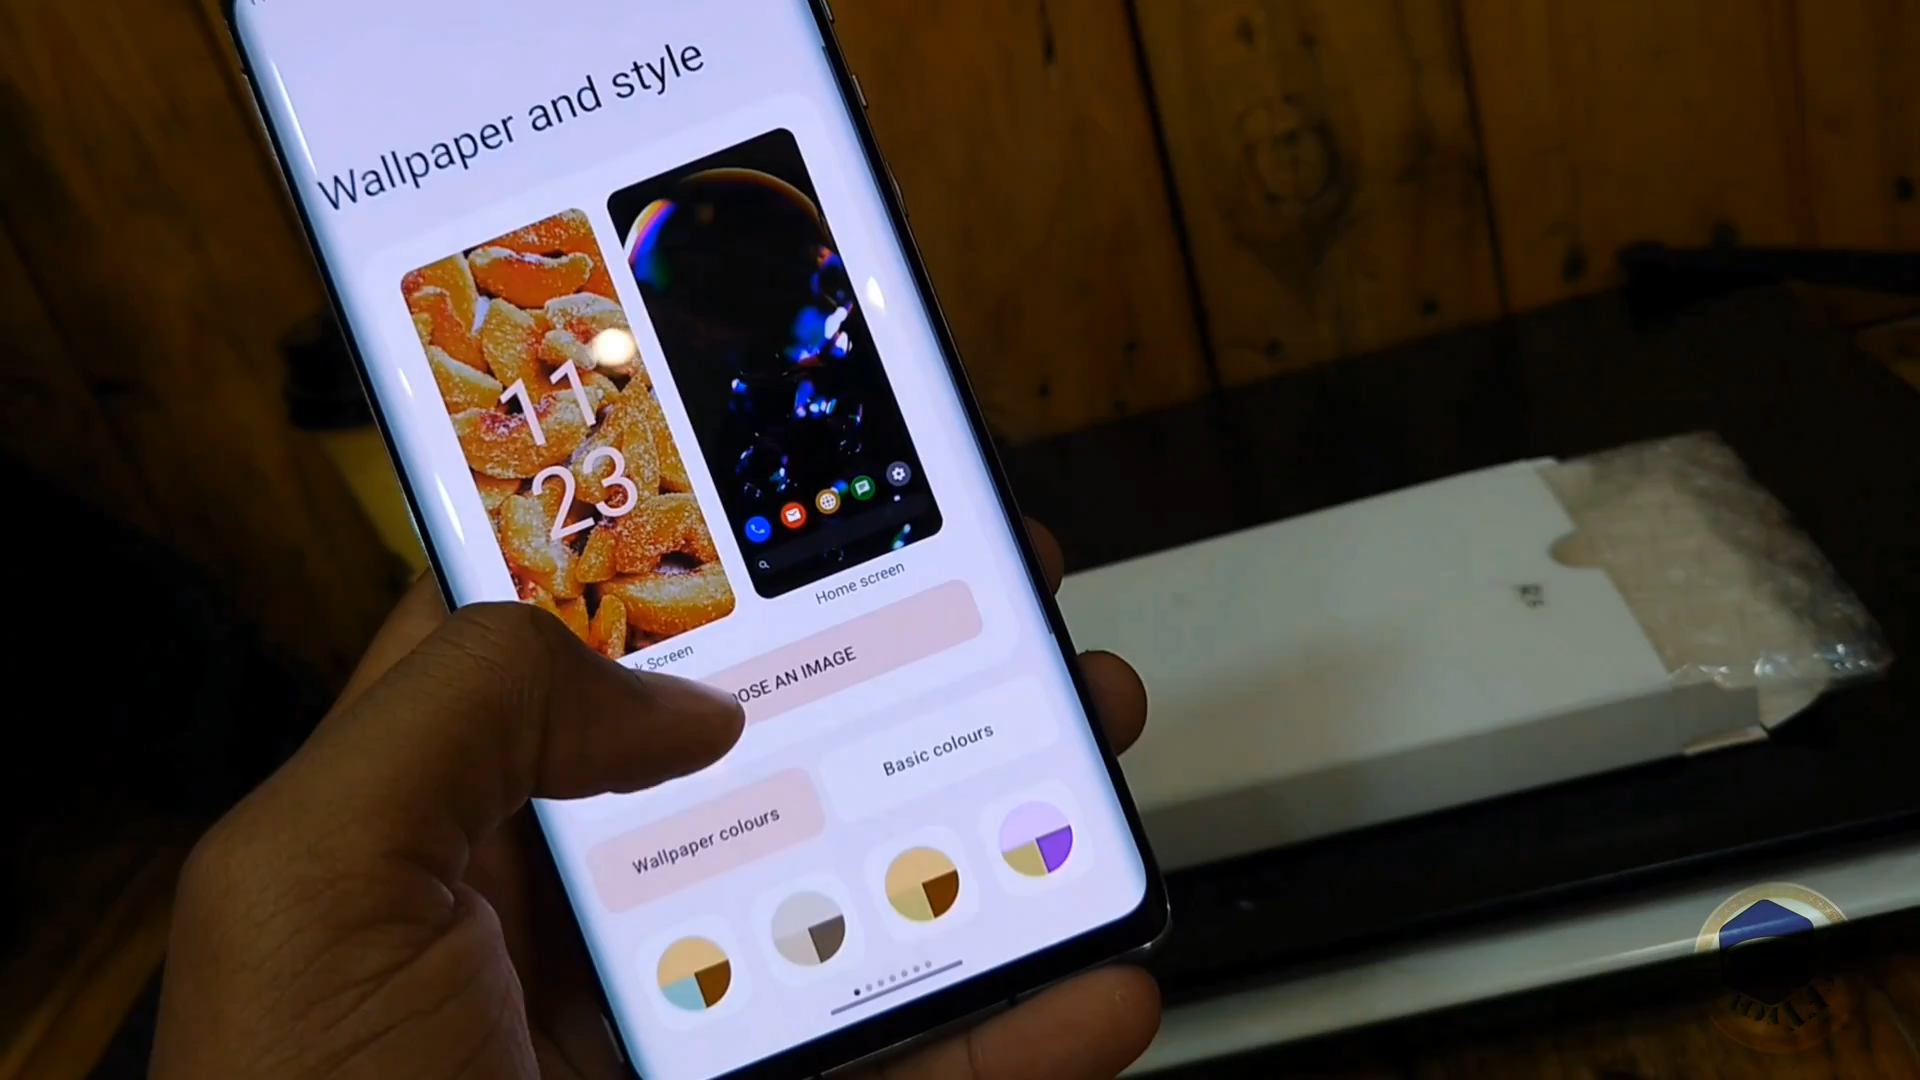 Wallpaper and style
11
23
Screen
Home screen
OSE AN IMAGE
Basic colours
Wallpaper colours